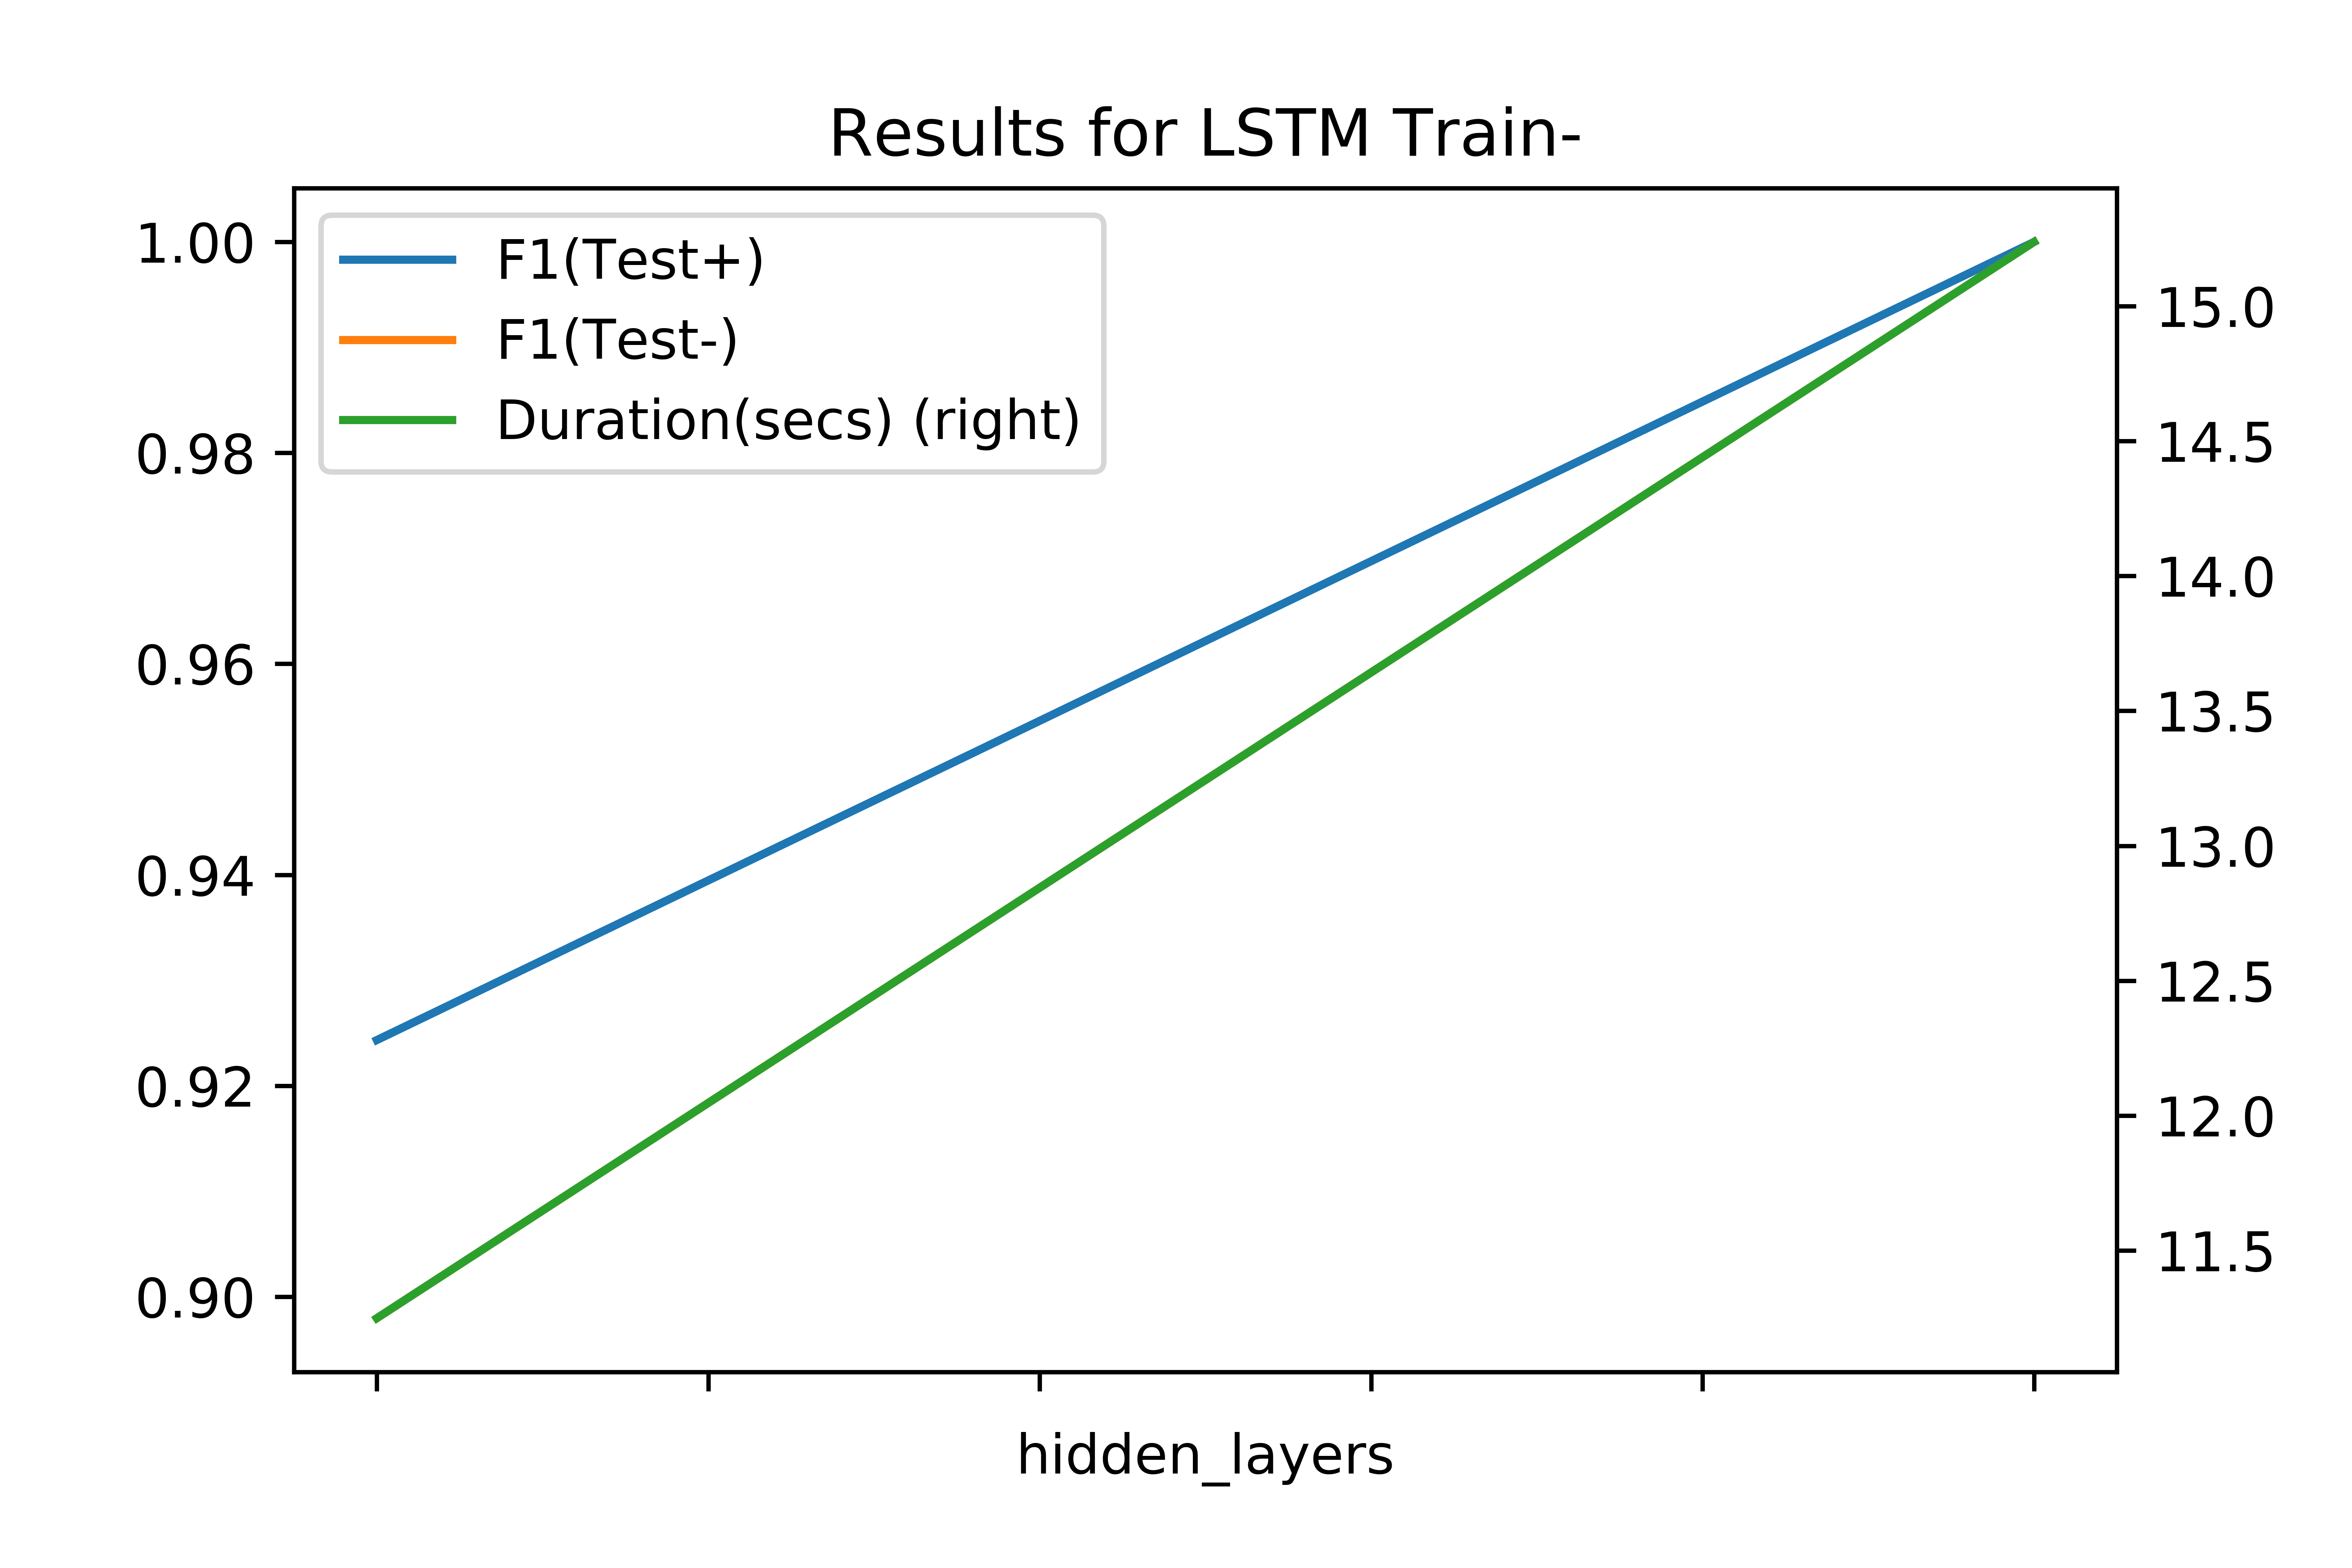 Results for LSTM Train-
F1(Test+)
F1(Test-)
Duration(secs) (right)
1.00
0.98
0.96
0.94
0.92
0.90
15.0
14.5
14.0
13.5
13.0
12.5
12.0
11.5
hidden_layers